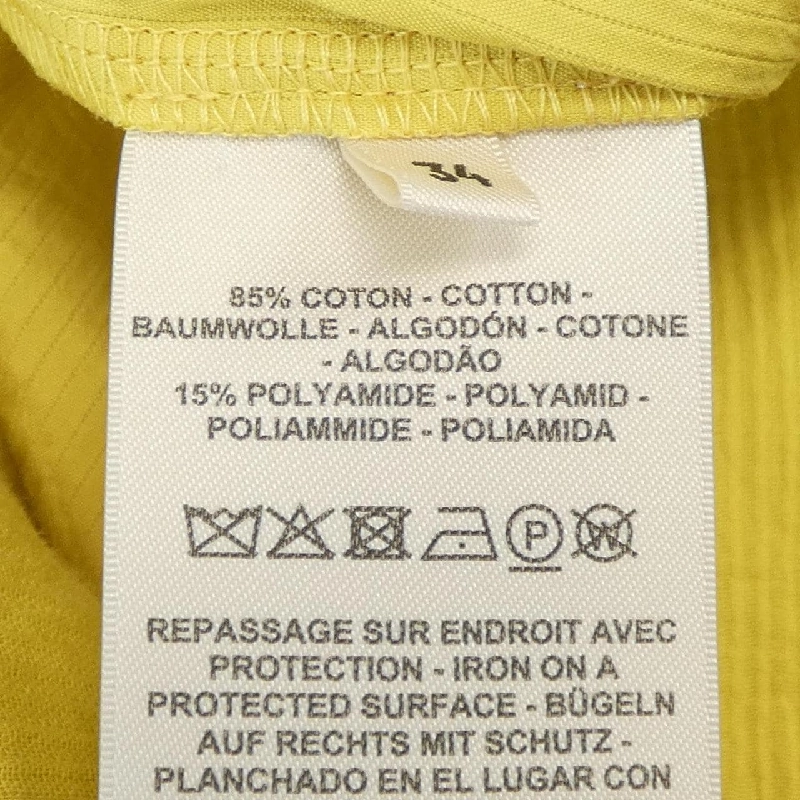 34
85% COTON - COTTON -
BAUMWOLLE - ALGODÓN - COTONE
- ALGODÃO
15% POLYAMIDE - POLYAMID -
POLIAMMIDE - POLIAMIDA
P W
REPASSAGE SUR ENDROIT AVEC
PROTECTION - IRON ON A
PROTECTED SURFACE - BÜGELN
AUF RECHTS MIT SCHUTZ -
PLANCHADO EN EL LUGAR CON